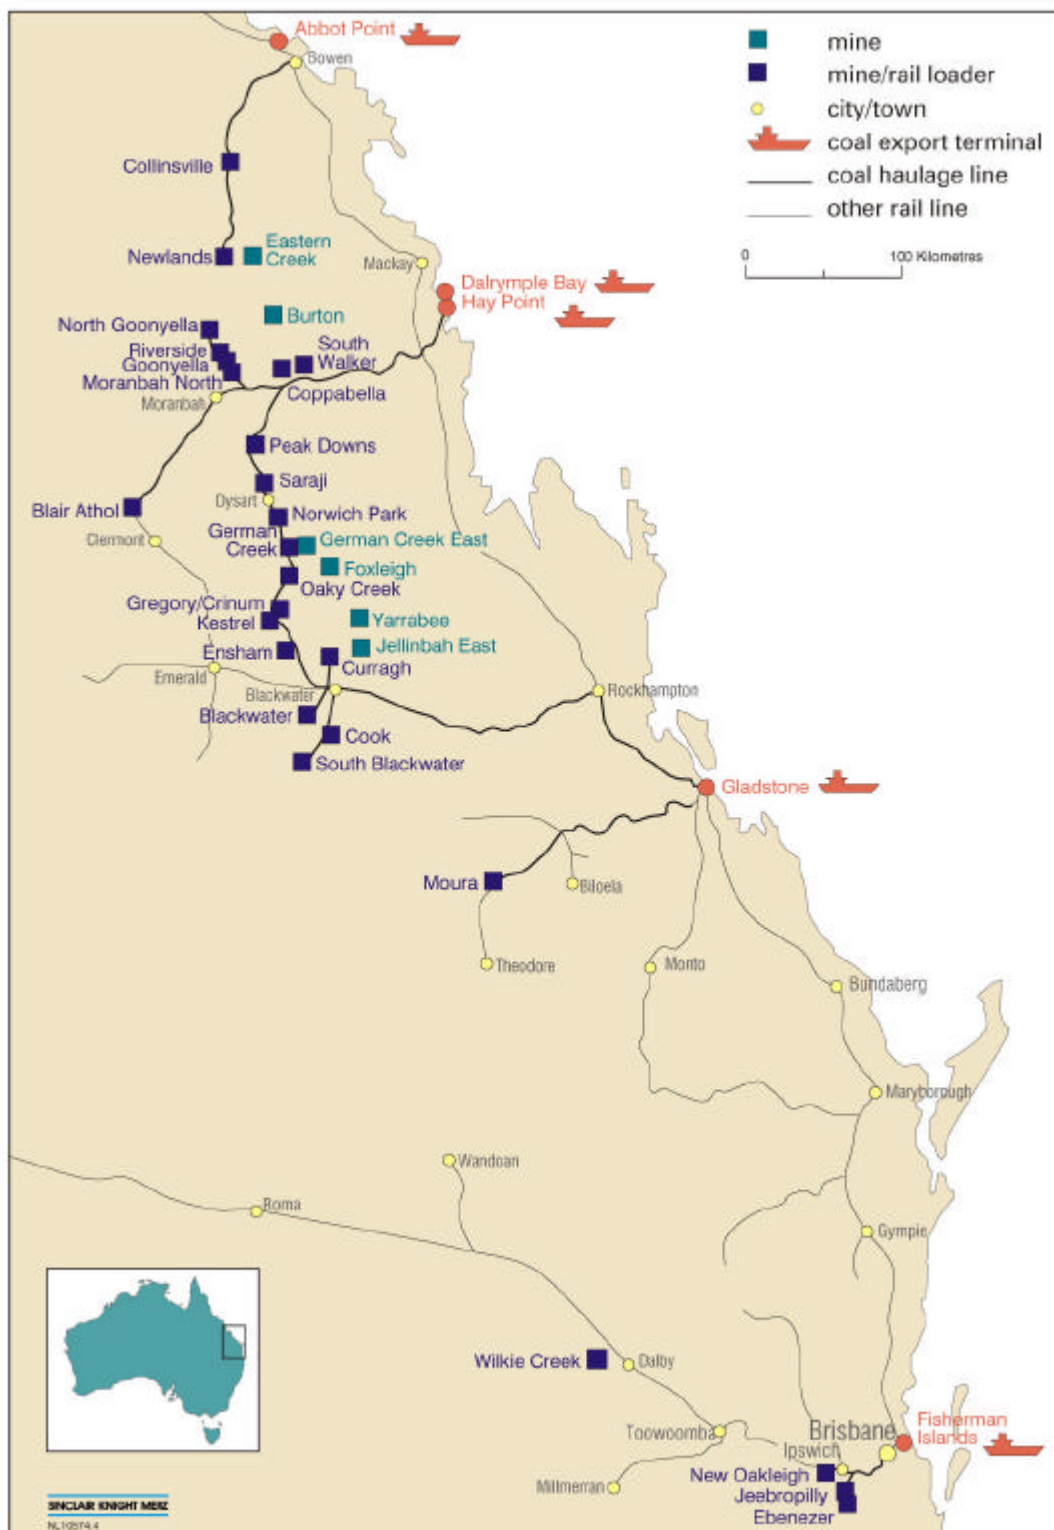 Abbot Point
Bowen
mine
mine/rail loader
city/town
coal export terminal
coal haulage line
other rail line
0
100 Kilometres
Collinsville
Newlands
Eastern
Creek
Mackay
Dalrymple Bay
Hay Point
Burton
North Goonyella
Riverside
Goonyella
Moranbah North
South
Walker
Coppabella
Moranbah
Peak Downs
Saraji
Dysart
Blair Athol
Norwich Park
Clermont
German
Creek
German Creek East
Foxleigh
Oaky Creek
Gregory/Crinum
Kestrel
Yarrabee
Jellinbah East
Ensham
Curragh
Emerald
Blackwater
Rockhampton
Blackwater
Cook
South Blackwater
Gladstone
Moura
Biloela
Theodore
Monto
Bundaberg
Maryborough
Wandoan
Roma
Gympie
Wilkie Creek
Dalby
Toowoomba
Brisbane
Fisherman
Islands
Ipswich
Millmerran
New Oakleigh
Jeebropilly
Ebenezer
SINCLAIR KNIGHT MERZ
NL10574.4